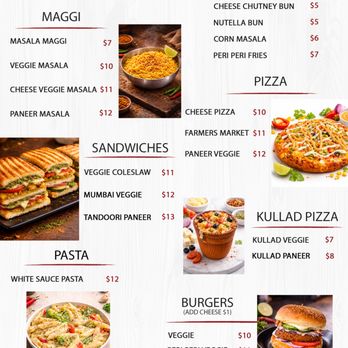 MAGGI
MASALA MAGGI $7
VEGGIE MASALA $10
CHEESE VEGGIE MASALA $11
PANEER MASALA $12
SANDWICHES
VEGGIE COLESLAW $11
MUMBAI VEGGIE $12
TANDOORI PANEER $13
PASTA
WHITE SAUCE PASTA $12
CHEESE CHUTNEY BUN $5
NUTELLA BUN $5
CORN MASALA $6
PERI PERI FRIES $7
PIZZA
CHEESE PIZZA $10
FARMERS MARKET $11
PANEER VEGGIE $12
KULLAD PIZZA
KULLAD VEGGIE $7
KULLAD PANEER $8
BURGERS
(ADD CHEESE $1)
VEGGIE $10